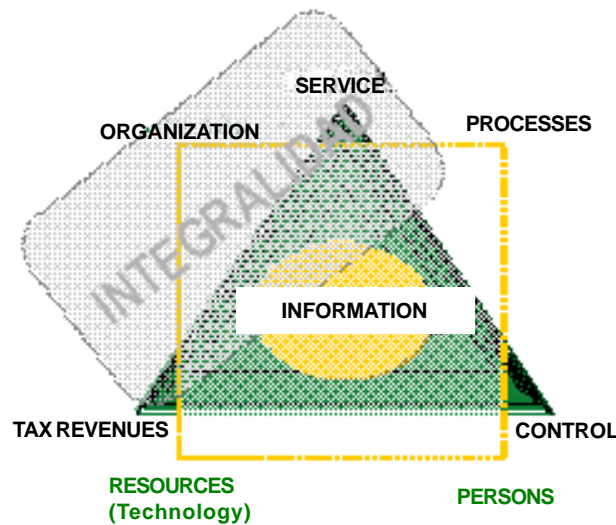 SERVICE
ORGANIZATION
PROCESSES
INTEGRALIDAD
INFORMATION
TAX REVENUES
CONTROL
RESOURCES
(Technology)
PERSONS